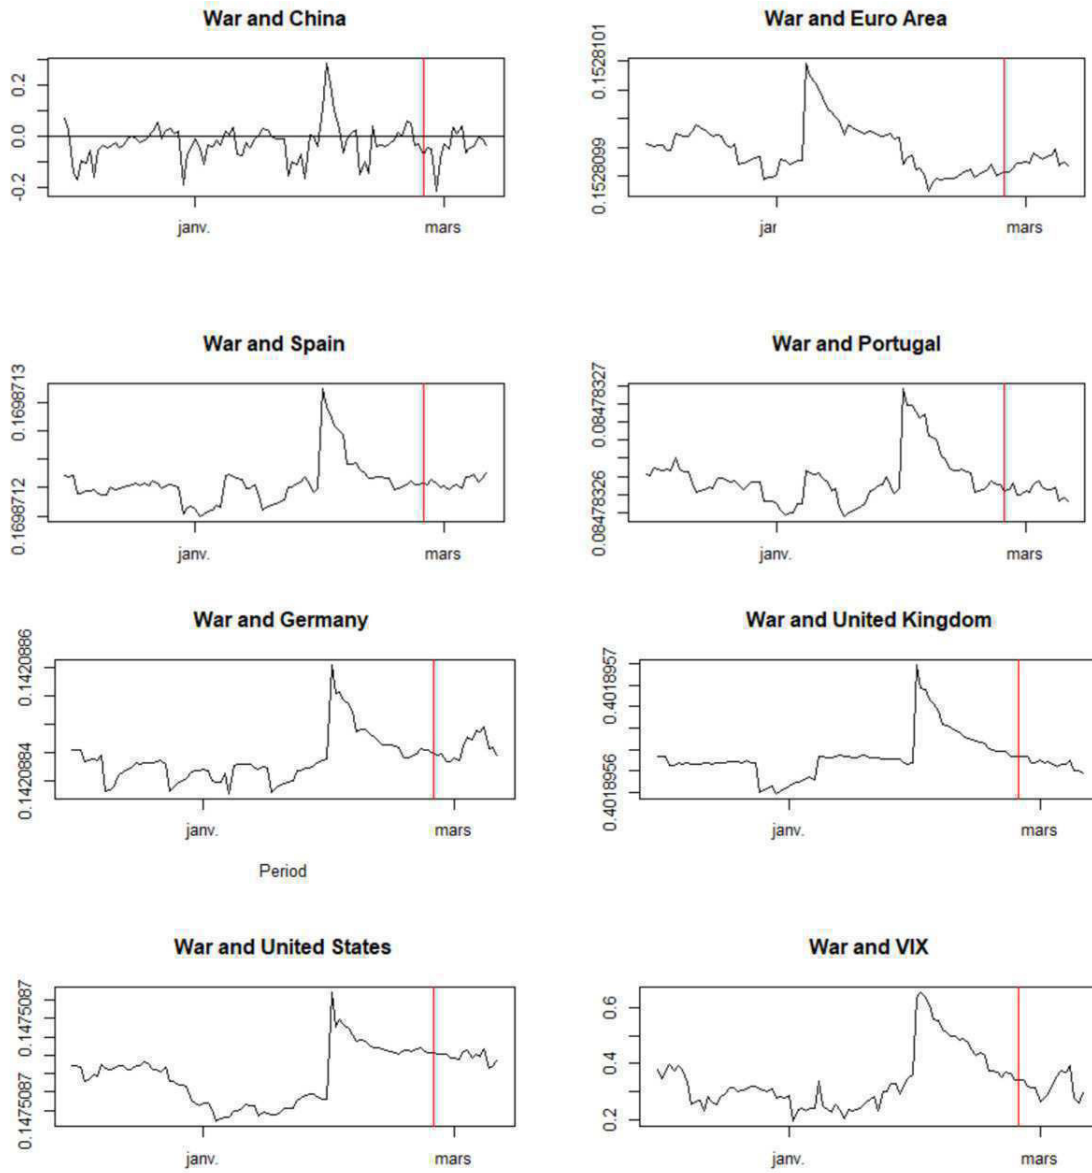 War and China
War and Euro Area
0.2
0.0
-0.2
janv.
mars
0.1528101
0.1528099
jar
mars
War and Spain
War and Portugal
0.1698713
0.1698712
janv.
mars
0.08478327
0.08478326
janv.
mars
War and Germany
War and United Kingdom
0.1420886
0.1420884
janv.
mars
Period
0.4018957
0.4018956
janv.
mars
War and United States
War and VIX
0.1475087
0.1475087
janv.
mars
0.6
0.4
0.2
janv.
mars